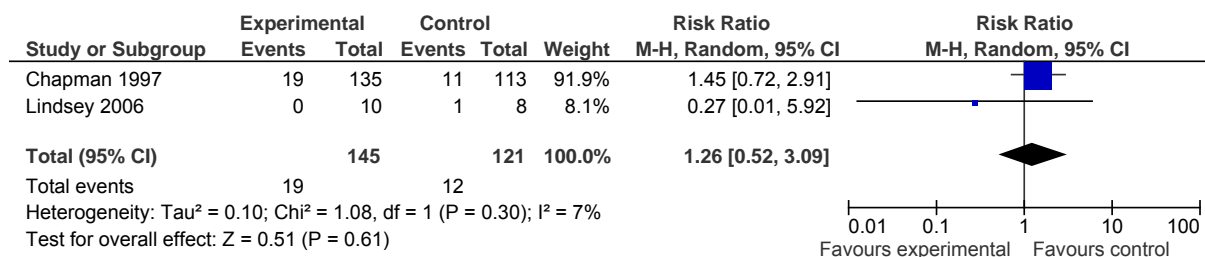 Experimental Control Risk Ratio Risk Ratio
Study or Subgroup Events Total Events Total Weight M-H, Random, 95% CI M-H, Random, 95% CI
Chapman 1997 19 135 11 113 91.9% 1.45 [0.72, 2.91]
Lindsey 2006 0 10 1 8 8.1% 0.27 [0.01, 5.92]
Total (95% CI) 145 121 100.0% 1.26 [0.52, 3.09]
Total events 19 12
Heterogeneity: Tau² = 0.10; Chi² = 1.08, df = 1 (P = 0.30); I² = 7%
Test for overall effect: Z = 0.51 (P = 0.61)
0.01 0.1 1 10 100
Favours experimental Favours control